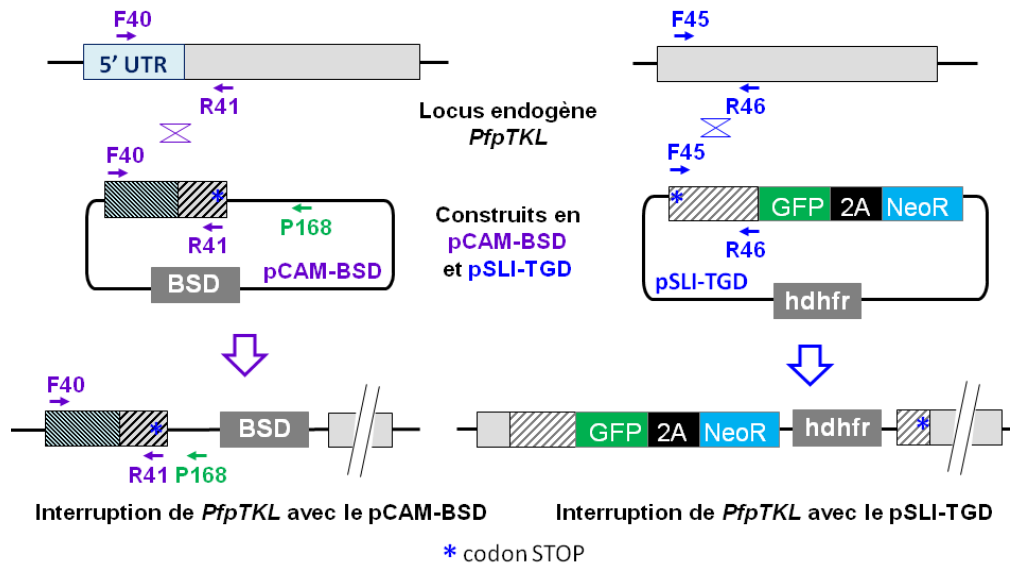 F40
5' UTR
R41
F45
R46
Locus endogène
PfpTKL
F40
*
R41
P168
pCAM-BSD
BSD
Construits en
pCAM-BSD
et pSLI-TGD
F45
*
GFP 2A NeoR
R46
pSLI-TGD
hdhfr
F40
*
BSD
R41 P168
GFP 2A NeoR
hdhfr
*
Interruption de PfpTKL avec le pCAM-BSD
Interruption de PfpTKL avec le pSLI-TGD
* codon STOP